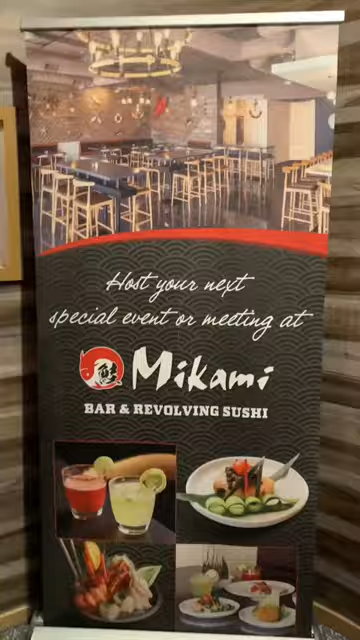 Host your next
special event or meeting at
Mikami
BAR & REVOLVING SUSHI